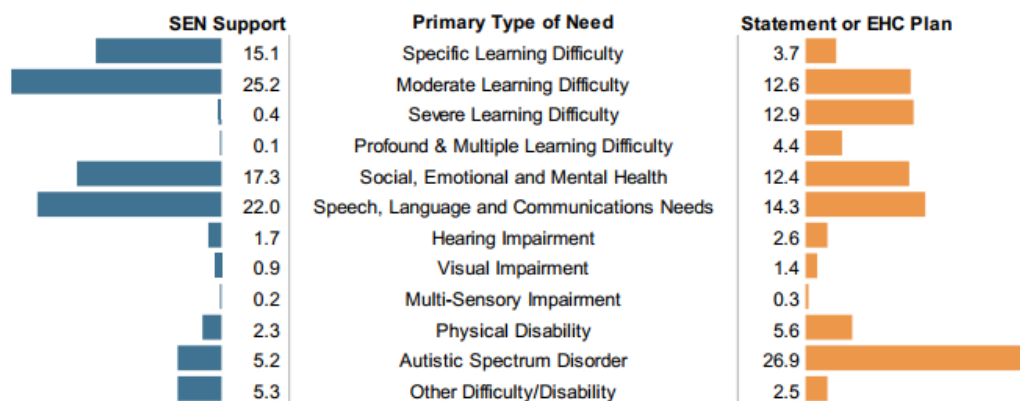 SEN Support Primary Type of Need Statement or EHC Plan
15.1 Specific Learning Difficulty 3.7
25.2 Moderate Learning Difficulty 12.6
0.4 Severe Learning Difficulty 12.9
0.1 Profound & Multiple Learning Difficulty 4.4
17.3 Social, Emotional and Mental Health 12.4
22.0 Speech, Language and Communications Needs 14.3
1.7 Hearing Impairment 2.6
0.9 Visual Impairment 1.4
0.2 Multi-Sensory Impairment 0.3
2.3 Physical Disability 5.6
5.2 Autistic Spectrum Disorder 26.9
5.3 Other Difficulty/Disability 2.5